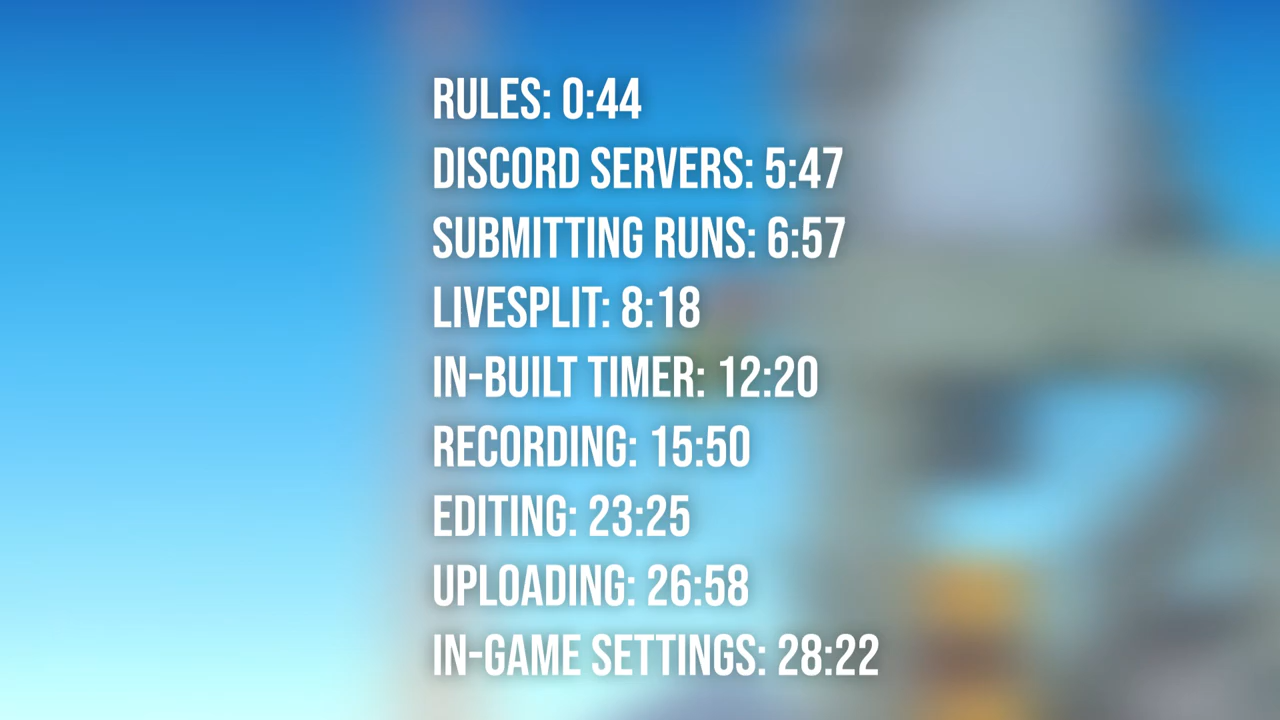 RULES: 0:44
DISCORD SERVERS: 5:47
SUBMITTING RUNS: 6:57
LIVESPLIT: 8:18
IN-BUILT TIMER: 12:20
RECORDING: 15:50
EDITING: 23:25
UPLOADING: 26:58
IN-GAME SETTINGS: 28:22